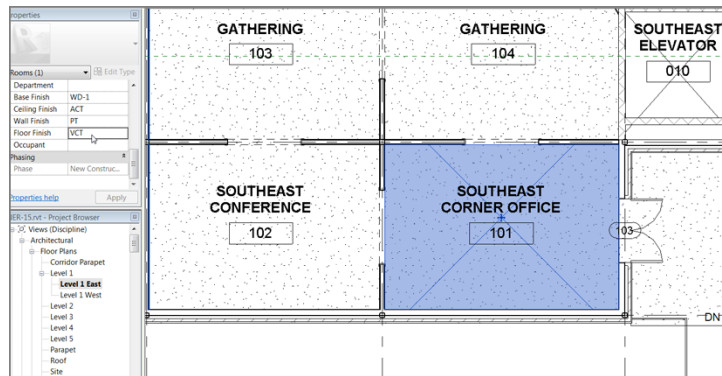 Properties
Rooms (1)
Edit Type
Department
Base Finish WD-1
Ceiling Finish ACT
Wall Finish PT
Floor Finish VCT
Occupant
Phasing
Phase New Construc...
Properties help
Apply
IER-15.rvt - Project Browser
Views (Discipline)
Architectural
Floor Plans
Corridor Parapet
Level 1
Level 1 East
Level 1 West
Level 2
Level 3
Level 4
Level 5
Parapet
Roof
Site
GATHERING
103
GATHERING
104
SOUTHEAST
ELEVATOR
010
SOUTHEAST
CONFERENCE
102
SOUTHEAST
CORNER OFFICE
101
103
DN